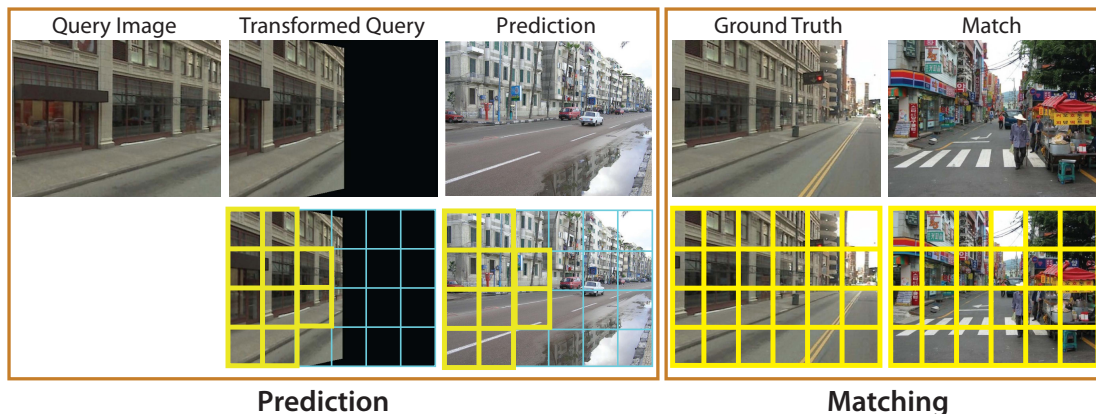 Query Image
Transformed Query
Prediction
Ground Truth
Match
Prediction
Matching